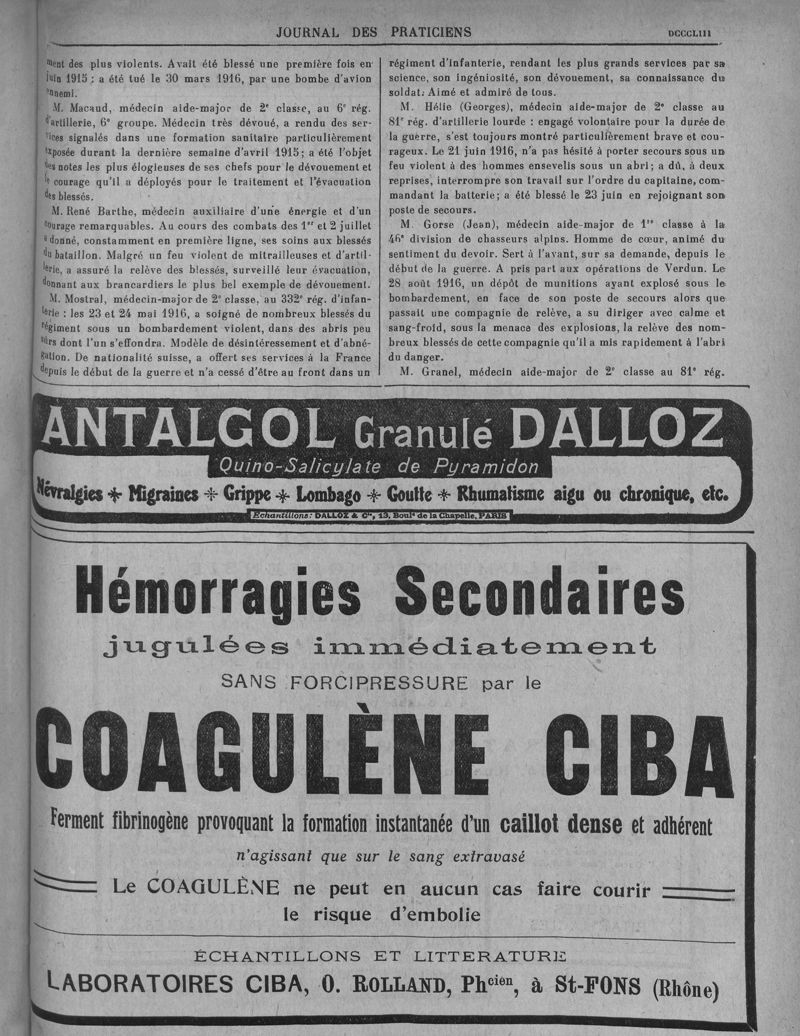 JOURNAL DES PRATICIENS
DCCCLIII
ment des plus violents. Avait été blessé une première fois en
juin 1915 ; a été tué le 30 mars 1916, par une bombe d'avion
ennemi.
M. Macaud, médecin aide-major de 2e classe, au 6e rég.
d'artillerie, 6e groupe. Médecin très dévoué, a rendu des ser-
vices signalés dans une formation sanitaire particulièrement
exposée durant la dernière semaine d'avril 1915 ; a été l'objet
des notes les plus élogieuses de ses chefs pour le dévouement et
le courage qu'il a déployés pour le traitement et l'évacuation
des blessés.
M. René Barthe, médecin auxiliaire d'une énergie et d'un
courage remarquables. Au cours des combats des 1er et 2 juillet
a donné, constamment en première ligne, ses soins aux blessés
du bataillon. Malgré un feu violent de mitrailleuses et d'artil-
lerie, a assuré la relève des blessés, surveillé leur évacuation,
donnant aux brancardiers le plus bel exemple de dévouement.
M. Mostral, médecin-major de 2e classe, au 332e rég. d'infan-
terie : les 23 et 24 mai 1916, a soigné de nombreux blessés du
régiment sous un bombardement violent, dans des abris peu
sûrs dont l'un s'effondra. Modèle de désintéressement et d'abné-
gation. De nationalité suisse, a offert ses services à la France
depuis le début de la guerre et n'a cessé d'être au front dans un
régiment d'infanterie, rendant les plus grands services par sa
science, son ingéniosité, son dévouement, sa connaissance du
soldat. Aimé et admiré de tous.
M. Hélie (Georges), médecin aide-major de 2e classe au
81e rég. d'artillerie lourde : engagé volontaire pour la durée de
la guerre, s'est toujours montré particulièrement brave et cou-
rageux. Le 21 juin 1916, n'a pas hésité à porter secours sous un
feu violent à des hommes ensevelis sous un abri ; a dû, à deux
reprises, interrompre son travail sur l'ordre du capitaine, com-
mandant la batterie ; a été blessé le 23 juin en rejoignant son
poste de secours.
M. Gorse (Jean), médecin aide-major de 1re classe à la
46e division de chasseurs alpins. Homme de cœur, animé du
sentiment du devoir. Sert à l'avant, sur sa demande, depuis le
début de la guerre. A pris part aux opérations de Verdun. Le
28 août 1916, un dépôt de munitions ayant explosé sous le
bombardement, en face de son poste de secours alors que
passait une compagnie de relève, a su diriger avec calme et
sang-froid, sous la menace des explosions, la relève des nom-
breux blessés de cette compagnie qu'il a mis rapidement à l'abri
du danger.
M. Granel, médecin aide-major de 2e classe au 81e rég.
ANTALGOL Granulé DALLOZ
Quino-Salicylate de Pyramidon
Névralgies * Migraines * Grippe * Lombago * Goutte * Rhumatisme aigu ou chronique, etc.
Échantillons: DALLOZ & Cie, 13, Boulᵈ de la Chapelle, PARIS
Hémorragies Secondaires
jugulées immédiatement
SANS FORCIPRESSURE par le
COAGULÈNE CIBA
Ferment fibrinogène provoquant la formation instantanée d'un caillot dense et adhérent
n'agissant que sur le sang extravasé
Le COAGULÈNE ne peut en aucun cas faire courir
le risque d'embolie
ÉCHANTILLONS ET LITTERATURE
LABORATOIRES CIBA, O. ROLLAND, Phcien, à St-FONS (Rhône)